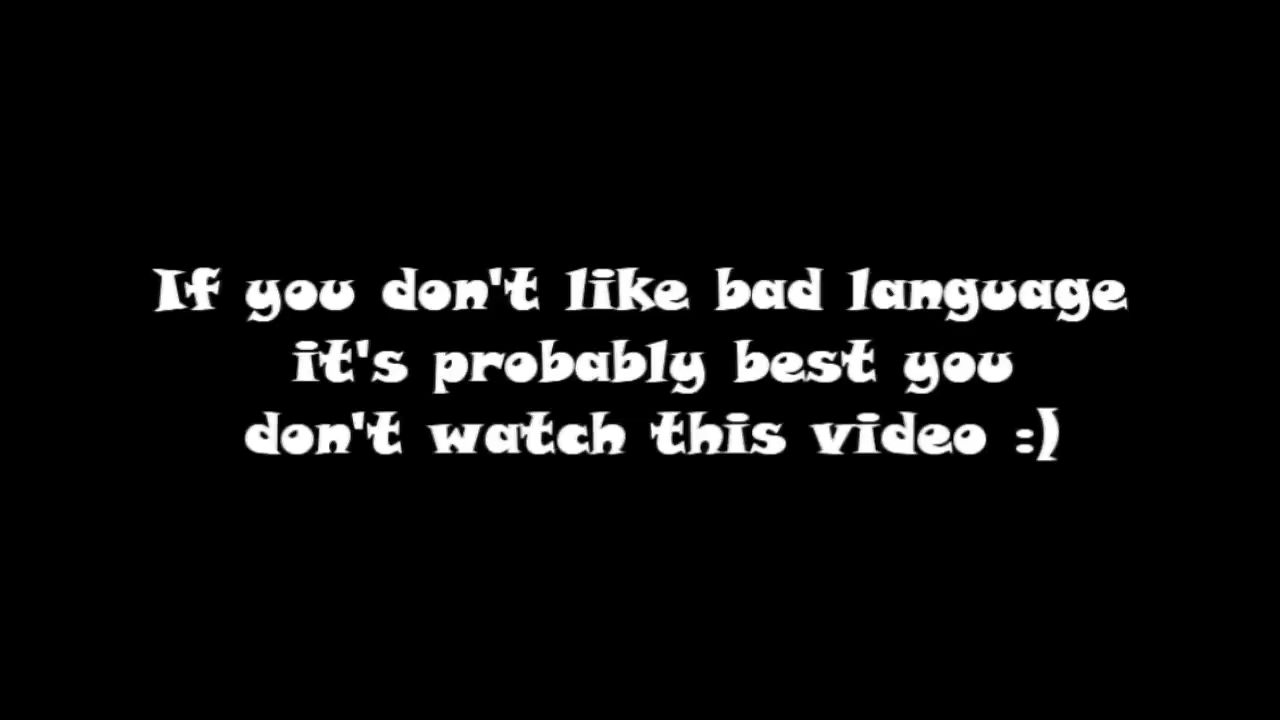 If you don't like bad language
it's probably best you
don't watch this video :)